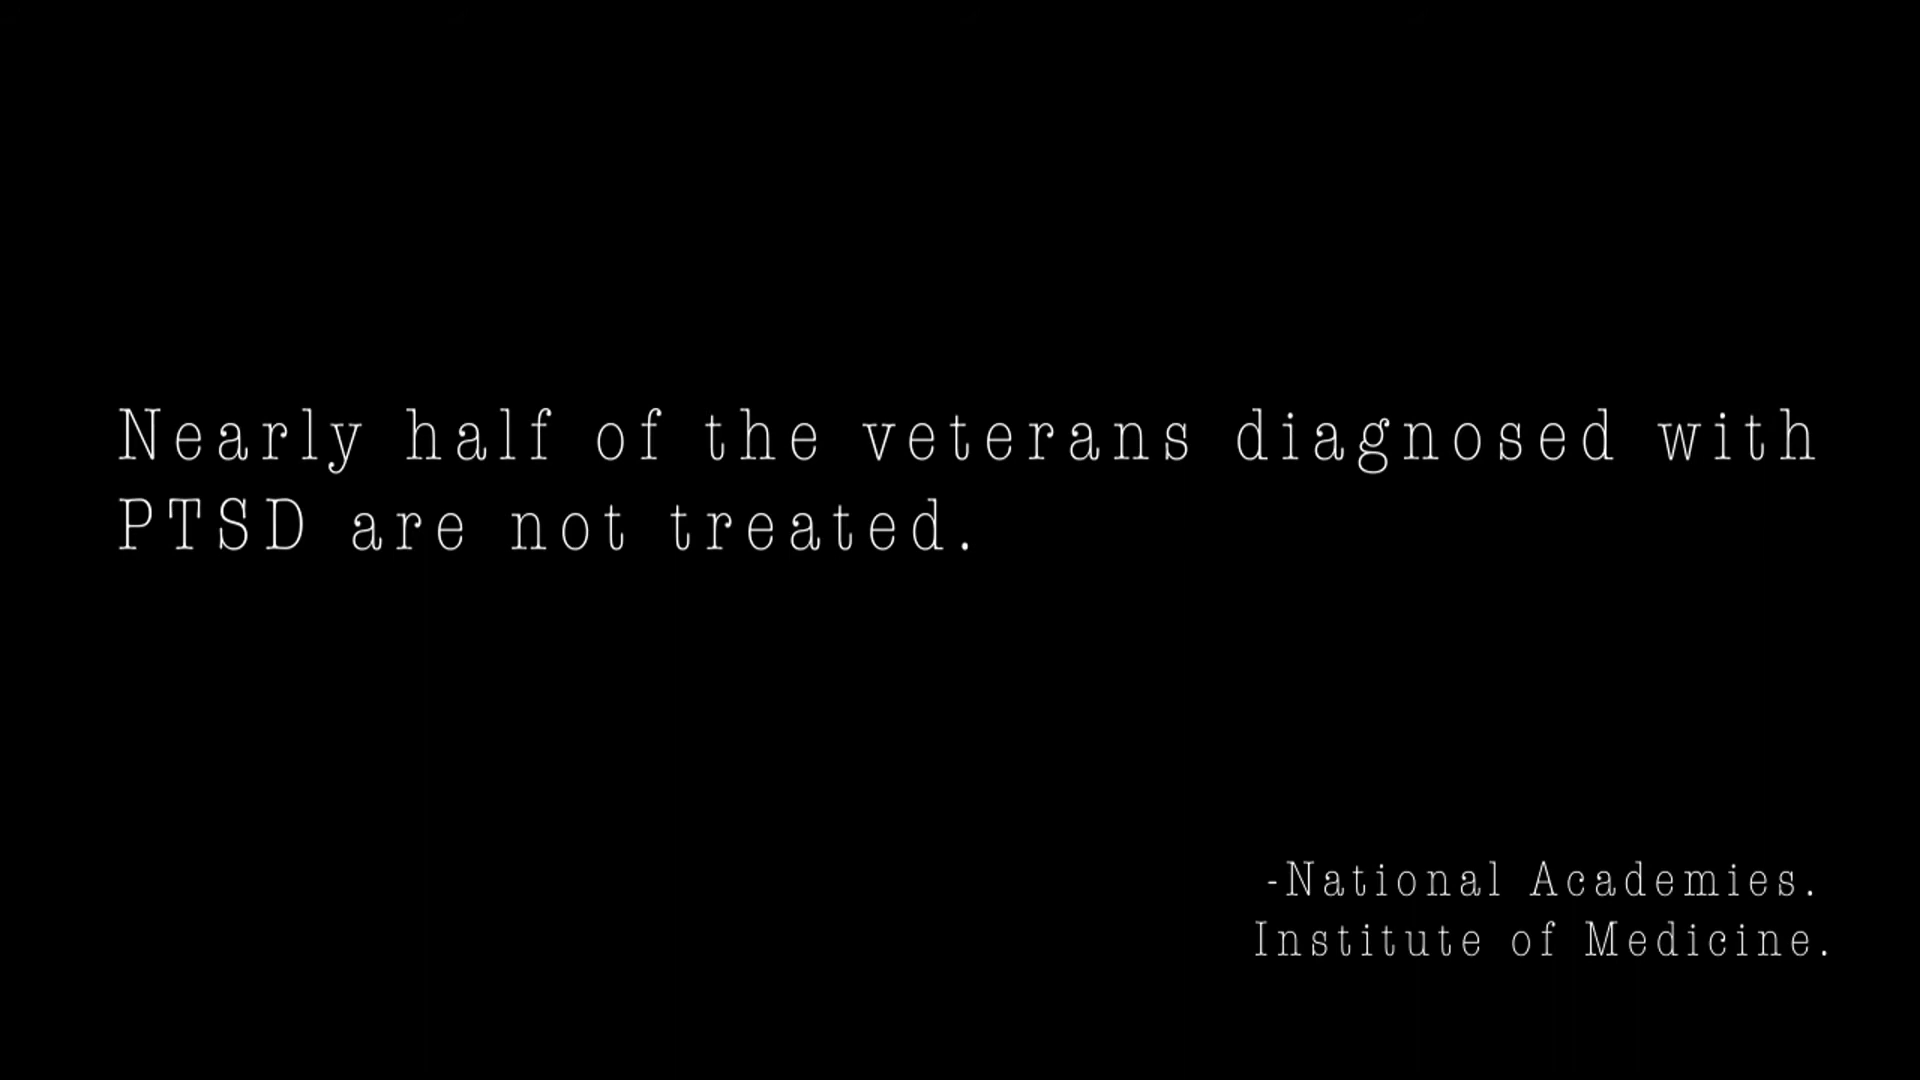 Nearly half of the veterans diagnosed with
PTSD are not treated.
-National Academies.
Institute of Medicine.